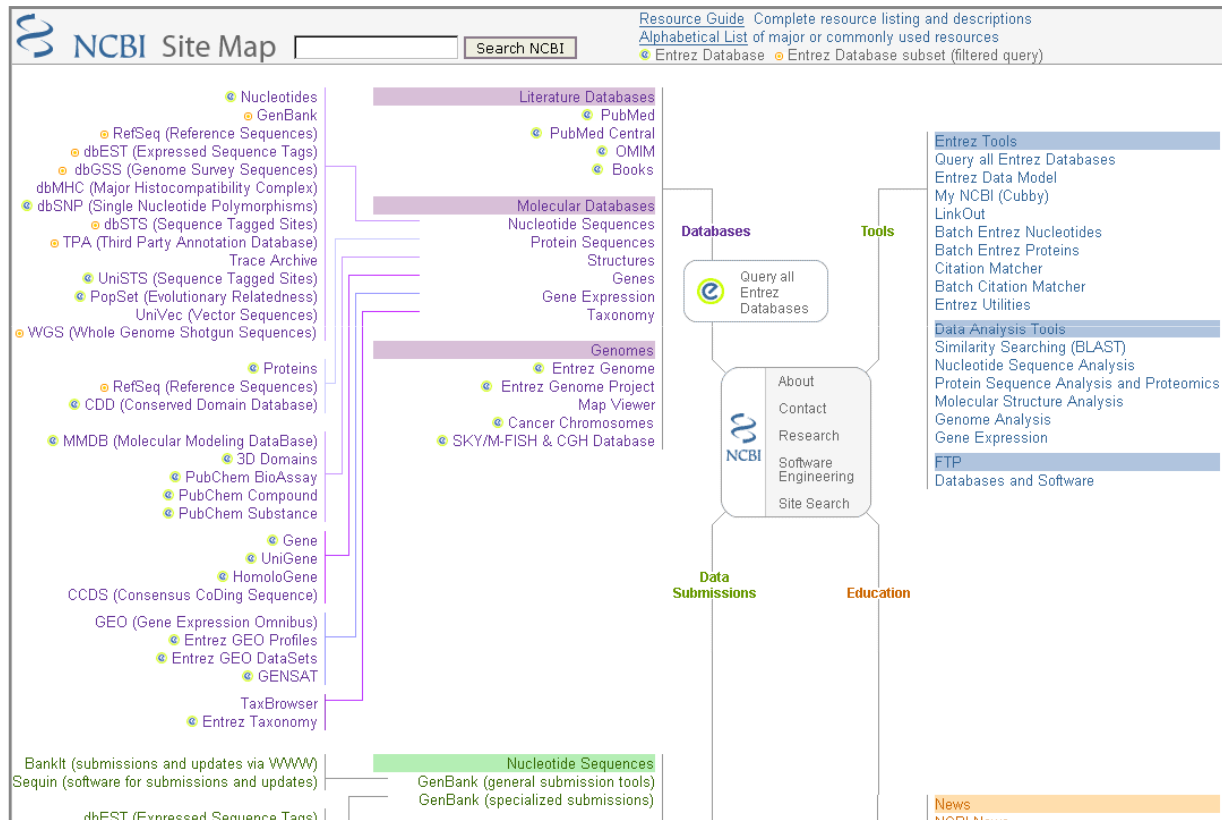 NCBI Site Map
Search NCBI
Resource Guide Complete resource listing and descriptions
Alphabetical List of major or commonly used resources
Entrez Database Entrez Database subset (filtered query)
Nucleotides
GenBank
RefSeq (Reference Sequences)
dbEST (Expressed Sequence Tags)
dbGSS (Genome Survey Sequences)
dbMHC (Major Histocompatibility Complex)
dbSNP (Single Nucleotide Polymorphisms)
dbSTS (Sequence Tagged Sites)
TPA (Third Party Annotation Database)
Trace Archive
UniSTS (Sequence Tagged Sites)
PopSet (Evolutionary Relatedness)
UniVec (Vector Sequences)
WGS (Whole Genome Shotgun Sequences)
Proteins
RefSeq (Reference Sequences)
CDD (Conserved Domain Database)
MMDB (Molecular Modeling DataBase)
3D Domains
PubChem BioAssay
PubChem Compound
PubChem Substance
Gene
UniGene
HomoloGene
CCDS (Consensus CoDing Sequence)
GEO (Gene Expression Omnibus)
Entrez GEO Profiles
Entrez GEO DataSets
GENSAT
TaxBrowser
Entrez Taxonomy
Literature Databases
PubMed
PubMed Central
OMIM
Books
Molecular Databases
Nucleotide Sequences
Protein Sequences
Structures
Genes
Gene Expression
Taxonomy
Genomes
Entrez Genome
Entrez Genome Project
Map Viewer
Cancer Chromosomes
SKY/M-FISH & CGH Database
Databases
Tools
Query all
Entrez
Databases
NCBI
About
Contact
Research
Software
Engineering
Site Search
Data
Submissions
Education
Entrez Tools
Query all Entrez Databases
Entrez Data Model
My NCBI (Cubby)
LinkOut
Batch Entrez Nucleotides
Batch Entrez Proteins
Citation Matcher
Batch Citation Matcher
Entrez Utilities
Data Analysis Tools
Similarity Searching (BLAST)
Nucleotide Sequence Analysis
Protein Sequence Analysis and Proteomics
Molecular Structure Analysis
Genome Analysis
Gene Expression
FTP
Databases and Software
BankIt (submissions and updates via WWW)
Sequin (software for submissions and updates)
dbEST (Expressed Sequence Tags)
Nucleotide Sequences
GenBank (general submission tools)
GenBank (specialized submissions)
News
NCBI News